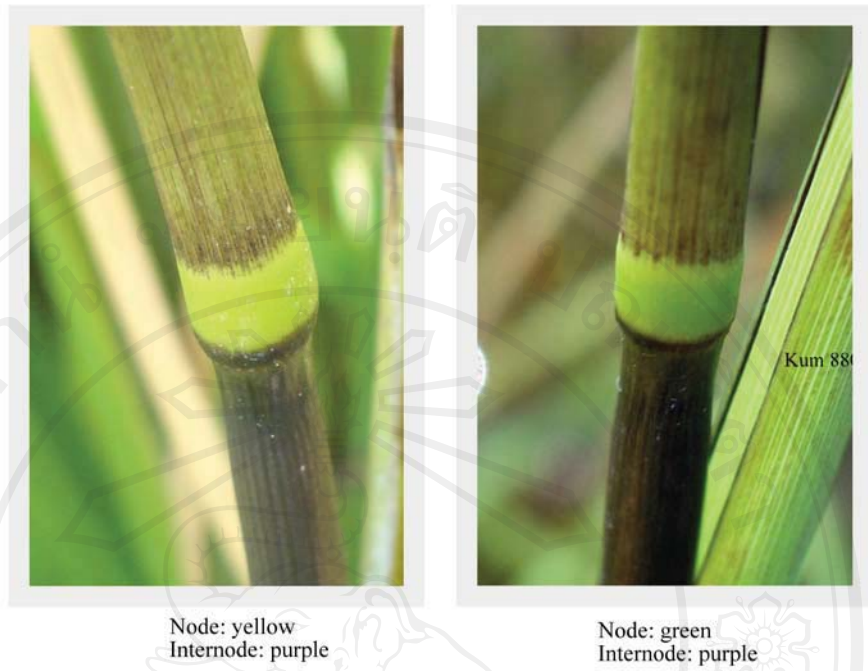 Kum 88
Node: yellow
Internode: purple
Node: green
Internode: purple